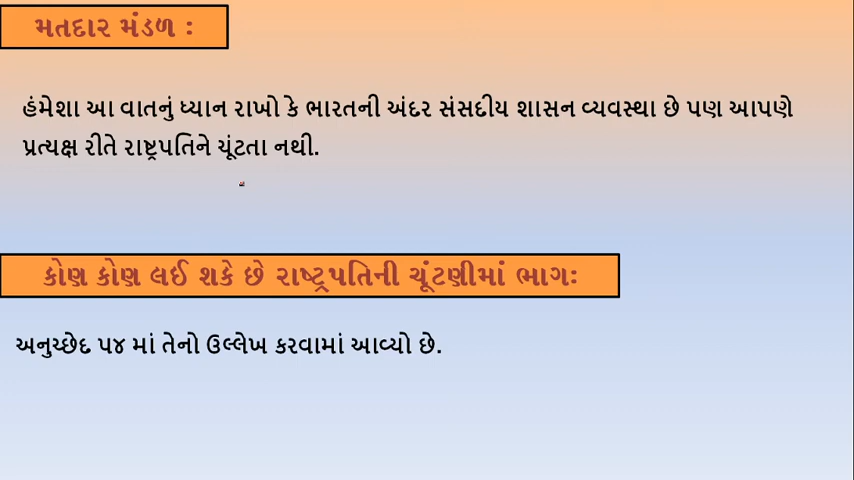 મતદાર મંડળ :
હંમેશા આ વાતનું ધ્યાન રાખો કે ભારતની અંદર સંસદીય શાસન વ્યવસ્થા છે પણ આપણે
પ્રત્યક્ષ રીતે રાષ્ટ્રપતિને ચૂંટતા નથી.
કોણ કોણ લઈ શકે છે રાષ્ટ્રપતિની ચૂંટણીમાં ભાગઃ
અનુચ્છેદ ૫૪ માં તેનો ઉલ્લેખ કરવામાં આવ્યો છે.